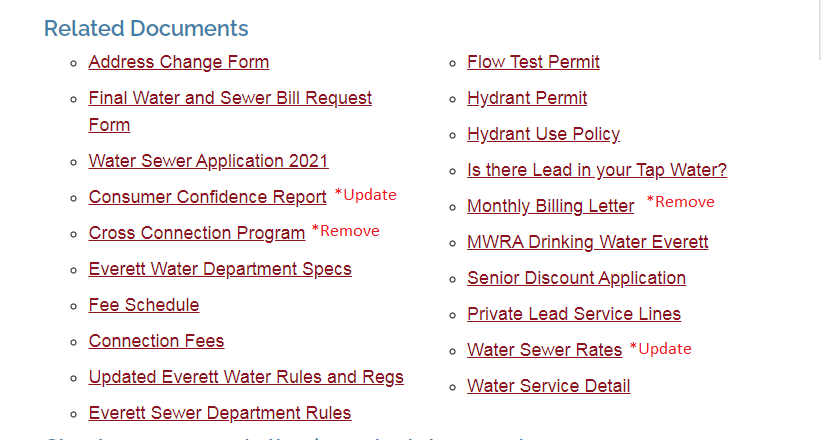 Related Documents
Address Change Form
Final Water and Sewer Bill Request
Form
Water Sewer Application 2021
Consumer Confidence Report *Update
Cross Connection Program *Remove
Everett Water Department Specs
Fee Schedule
Connection Fees
Updated Everett Water Rules and Regs
Everett Sewer Department Rules
Flow Test Permit
Hydrant Permit
Hydrant Use Policy
Is there Lead in your Tap Water?
Monthly Billing Letter *Remove
MWRA Drinking Water Everett
Senior Discount Application
Private Lead Service Lines
Water Sewer Rates *Update
Water Service Detail